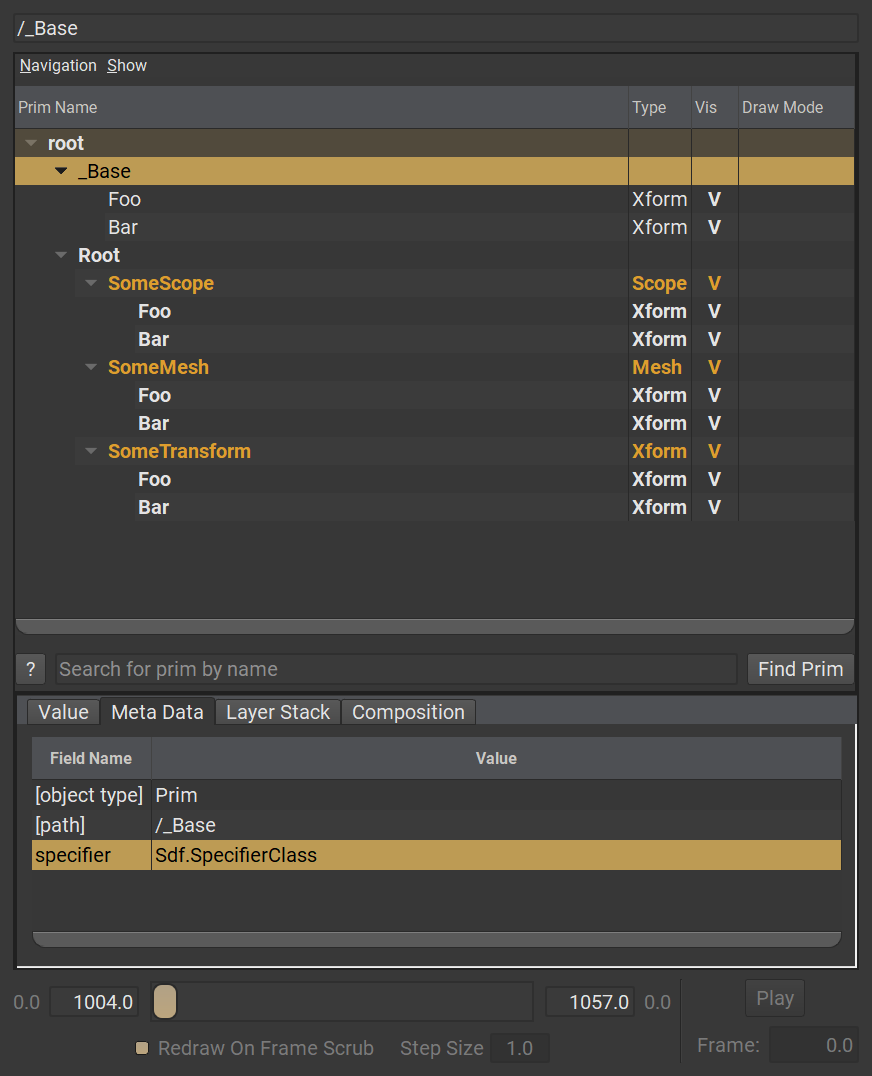 /_Base
Navigation Show
Prim Name Type Vis Draw Mode
root
_Base
Foo Xform V
Bar Xform V
Root
SomeScope Scope V
Foo Xform V
Bar Xform V
SomeMesh Mesh V
Foo Xform V
Bar Xform V
SomeTransform Xform V
Foo Xform V
Bar Xform V
? Search for prim by name Find Prim
Value Meta Data Layer Stack Composition
Field Name Value
[object type] Prim
[path] /_Base
specifier Sdf.SpecifierClass
0.0 1004.0 1057.0 0.0 Play
Redraw On Frame Scrub Step Size 1.0 Frame: 0.0